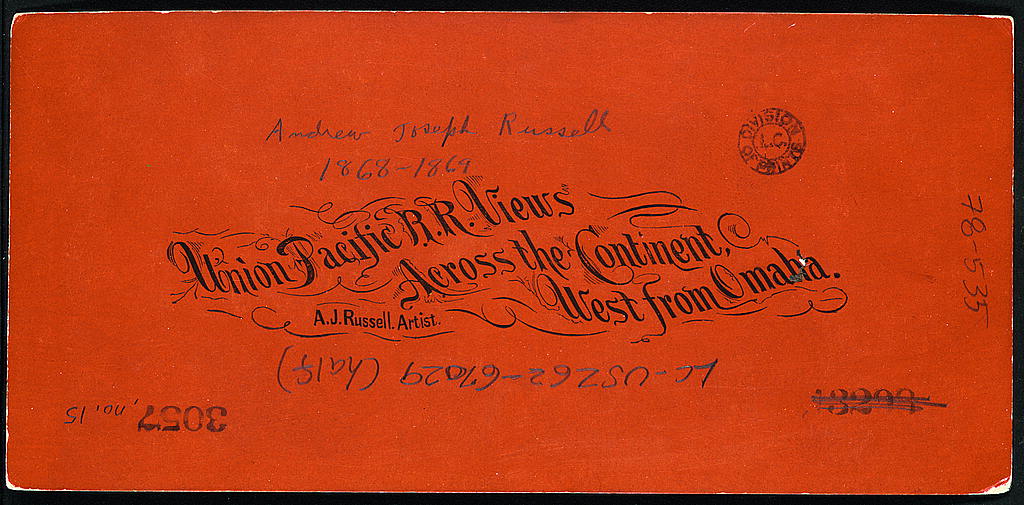 Andrew Joseph Russell
1868-1869
DIVISION OF PRINTS
L.C.
Union Pacific R.R. Views
Across the Continent,
West from Omaha.
A.J. Russell. Artist.
78-535
LC-USZ62-67029 (half)
3057, no. 15